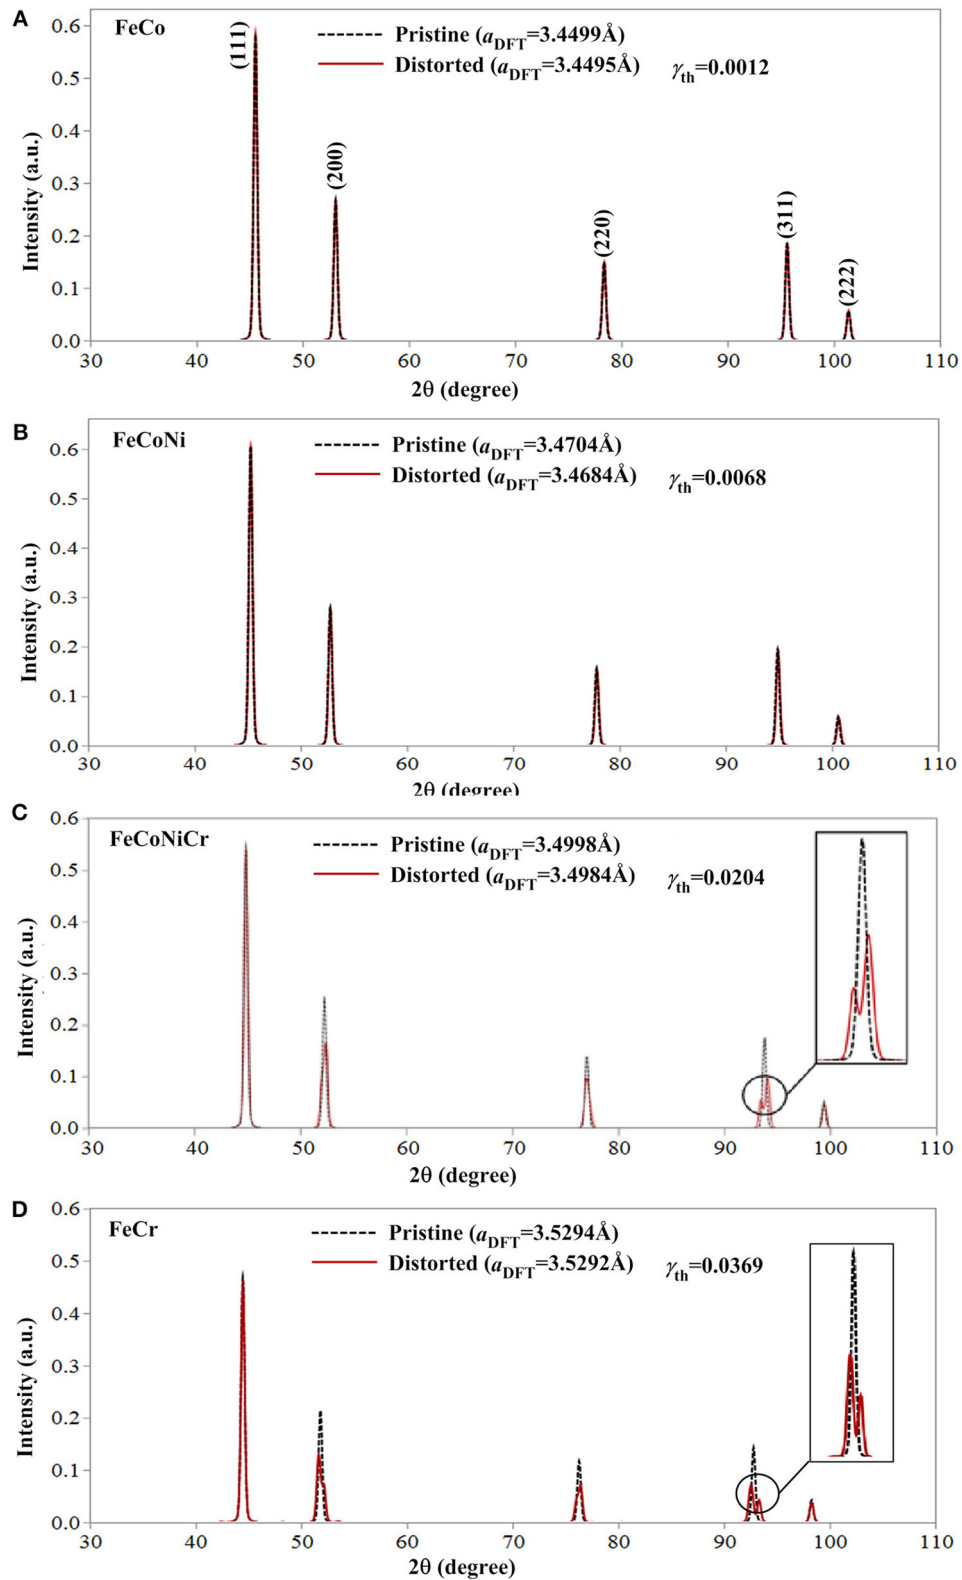 A
FeCo
Pristine (aDFT=3.4499Å)
Distorted (aDFT=3.4495Å) γth=0.0012
(111)
(200)
(220)
(311)
(222)
Intensity (a.u.)
0.6
0.5
0.4
0.3
0.2
0.1
0.0
30 40 50 60 70 80 90 100 110
2θ (degree)
B
FeCoNi
Pristine (aDFT=3.4704Å)
Distorted (aDFT=3.4684Å) γth=0.0068
Intensity (a.u.)
0.6
0.5
0.4
0.3
0.2
0.1
0.0
30 40 50 60 70 80 90 100 110
2θ (degree)
C
FeCoNiCr
Pristine (aDFT=3.4998Å)
Distorted (aDFT=3.4984Å) γth=0.0204
Intensity (a.u.)
0.6
0.5
0.4
0.3
0.2
0.1
0.0
30 40 50 60 70 80 90 100 110
2θ (degree)
D
FeCr
Pristine (aDFT=3.5294Å)
Distorted (aDFT=3.5292Å) γth=0.0369
Intensity (a.u.)
0.6
0.5
0.4
0.3
0.2
0.1
0.0
30 40 50 60 70 80 90 100 110
2θ (degree)